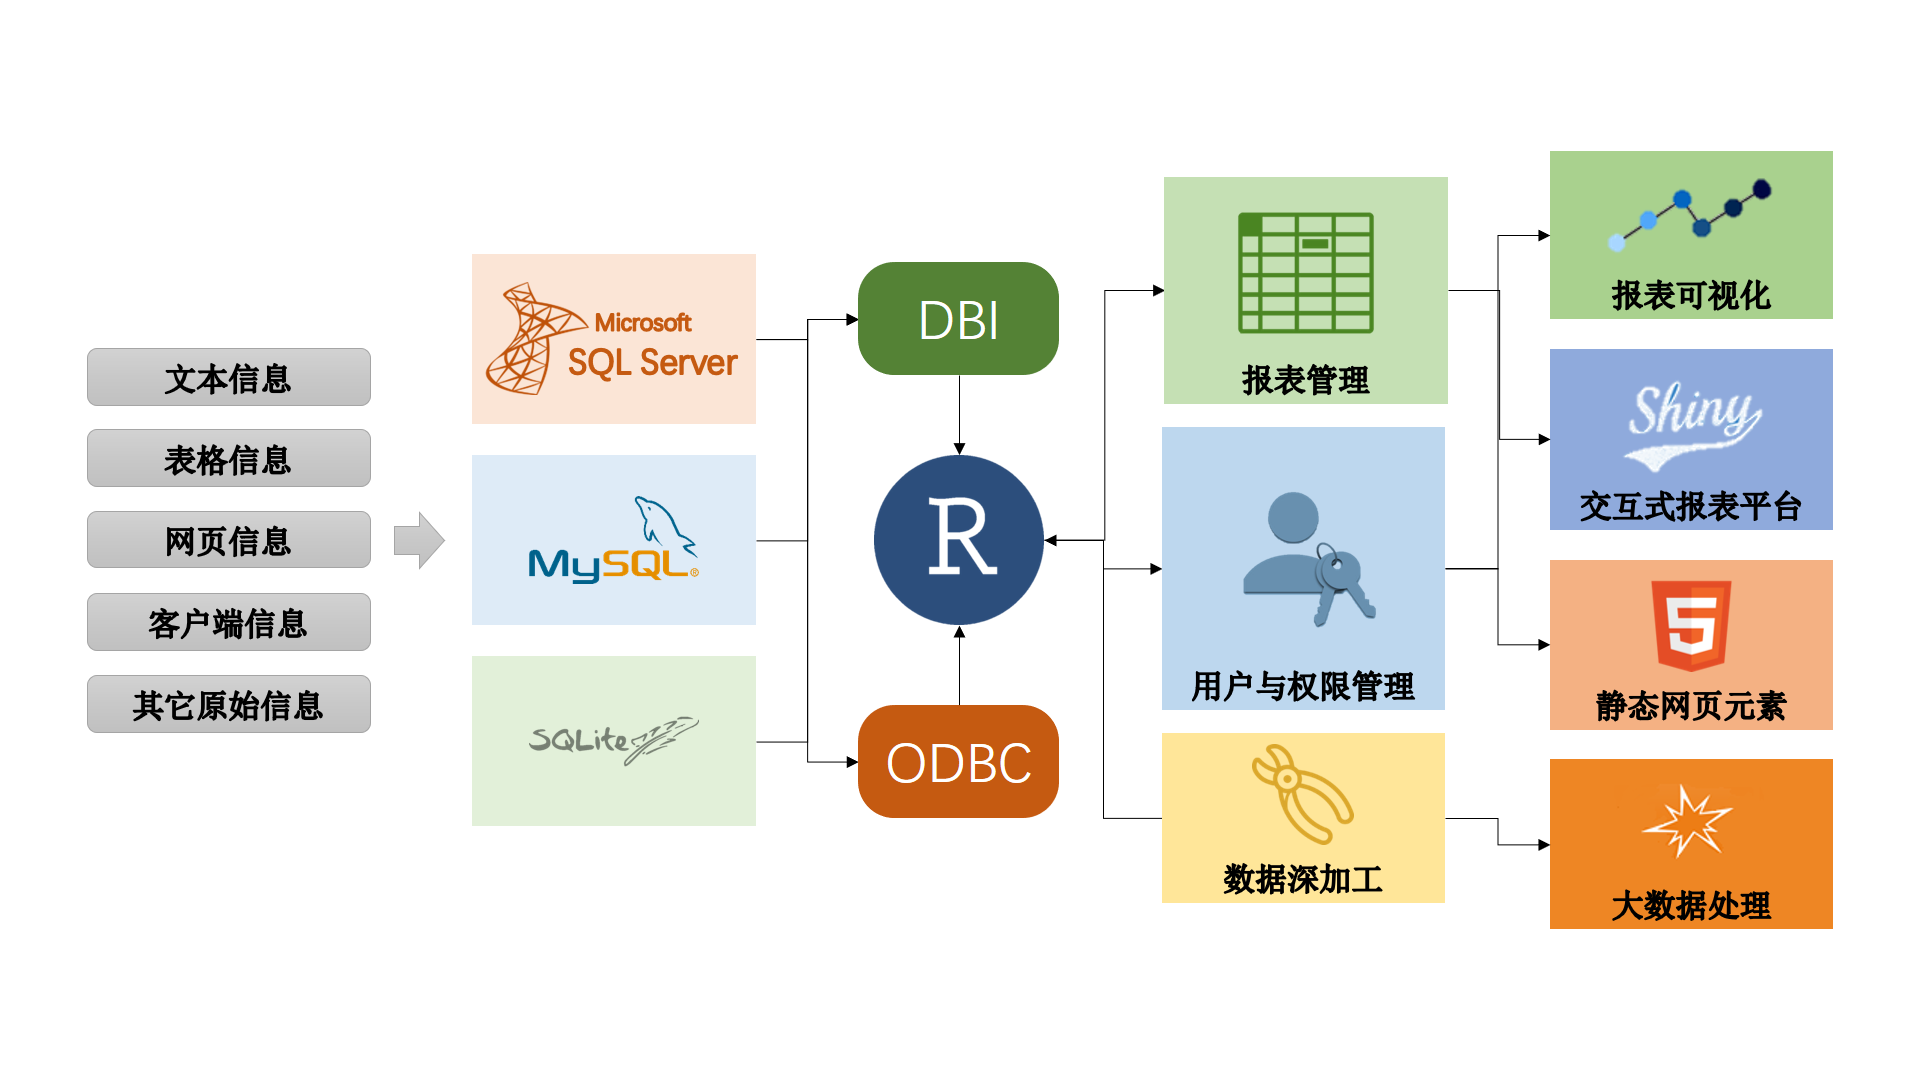 文本信息
表格信息
网页信息
客户端信息
其它原始信息
Microsoft
SQL Server
MySQL®
SQLite
DBI
R
ODBC
报表管理
用户与权限管理
数据深加工
报表可视化
Shiny
交互式报表平台
5
静态网页元素
大数据处理